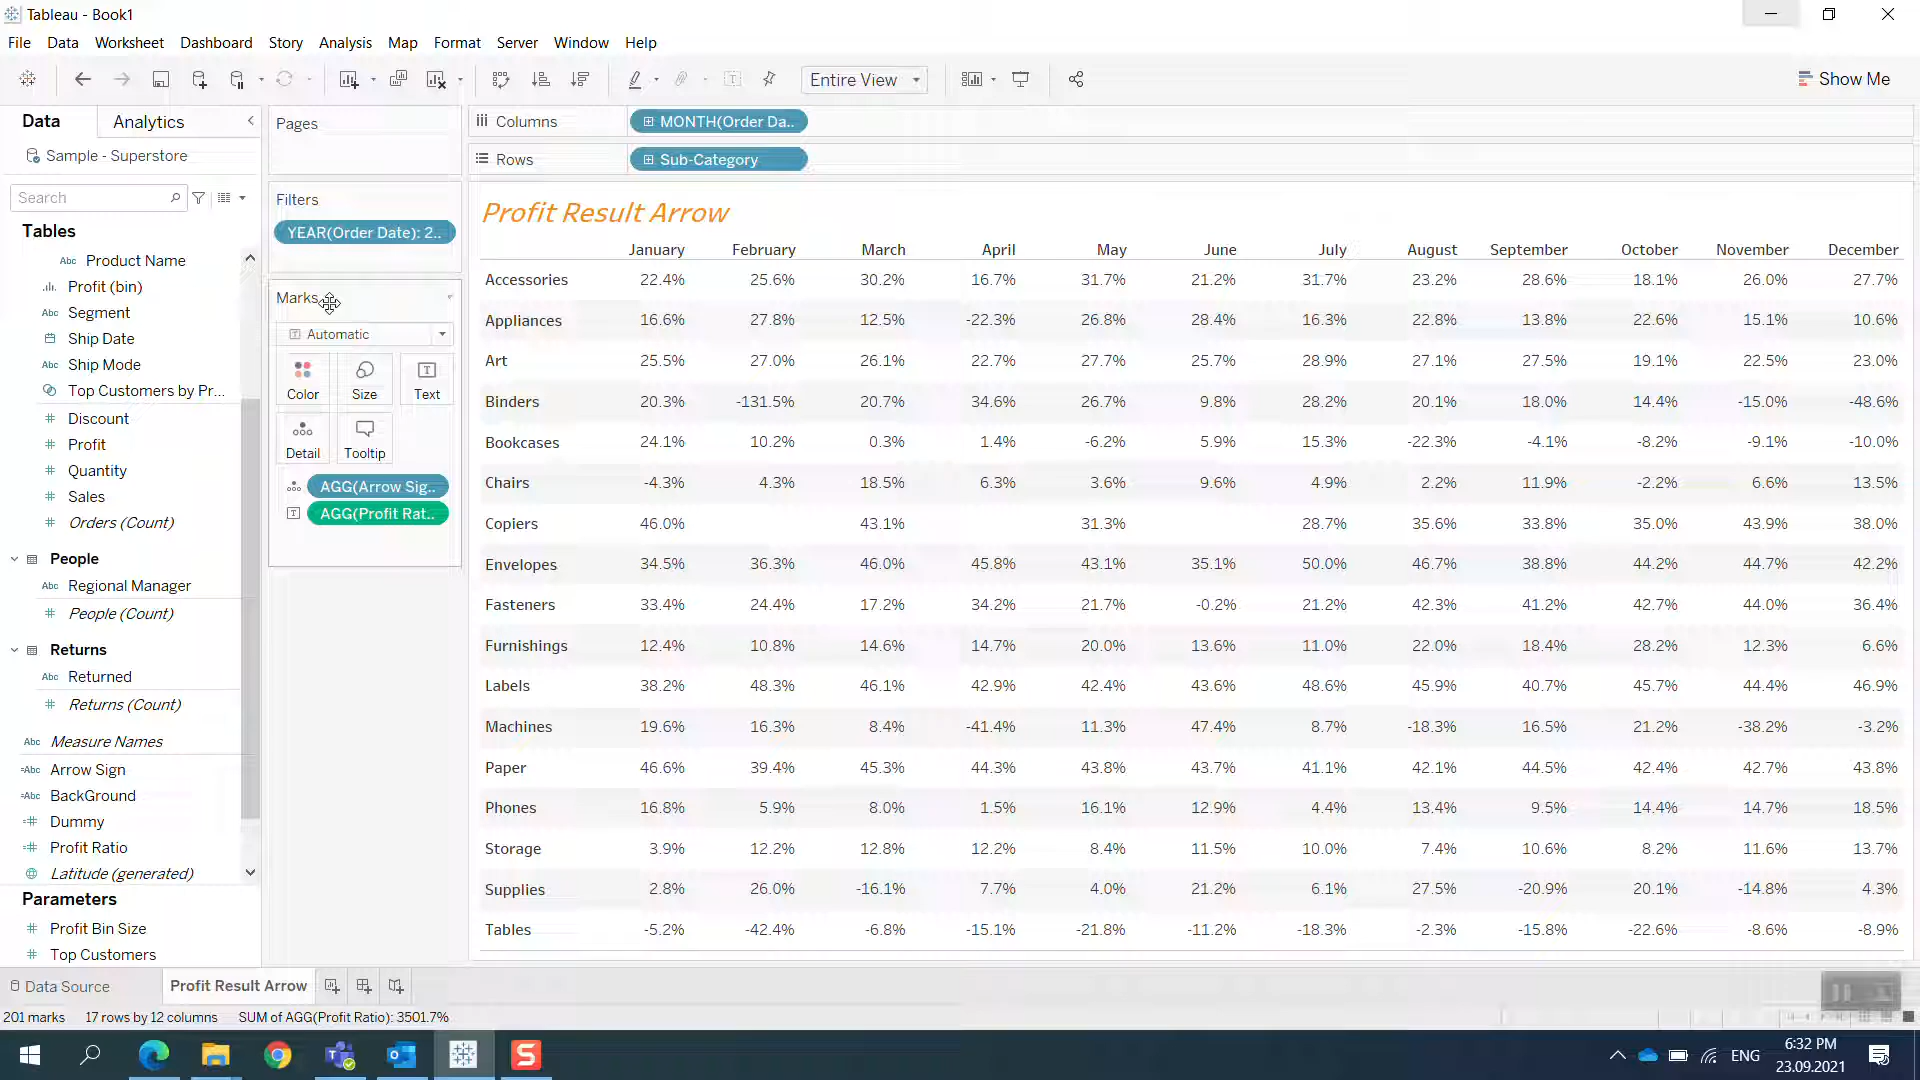 Tableau - Book1
File Data Worksheet Dashboard Story Analysis Map Format Server Window Help
Entire View
Show Me
Data Analytics
Sample - Superstore
Search
Tables
Abc Product Name
Profit (bin)
Abc Segment
Ship Date
Abc Ship Mode
Top Customers by Pr...
# Discount
# Profit
# Quantity
# Sales
# Orders (Count)
People
Abc Regional Manager
# People (Count)
Returns
Abc Returned
# Returns (Count)
Abc Measure Names
=Abc Arrow Sign
=Abc BackGround
=# Dummy
=# Profit Ratio
Latitude (generated)
Parameters
# Profit Bin Size
# Top Customers
Pages
Filters
YEAR(Order Date): 2..
Marks
Automatic
Color Size Text
Detail Tooltip
AGG(Arrow Sig..
AGG(Profit Rat..
Columns MONTH(Order Da..
Rows Sub-Category
Profit Result Arrow
January February March April May June July August September October November December
Accessories 22.4% 25.6% 30.2% 16.7% 31.7% 21.2% 31.7% 23.2% 28.6% 18.1% 26.0% 27.7%
Appliances 16.6% 27.8% 12.5% -22.3% 26.8% 28.4% 16.3% 22.8% 13.8% 22.6% 15.1% 10.6%
Art 25.5% 27.0% 26.1% 22.7% 27.7% 25.7% 28.9% 27.1% 27.5% 19.1% 22.5% 23.0%
Binders 20.3% -131.5% 20.7% 34.6% 26.7% 9.8% 28.2% 20.1% 18.0% 14.4% -15.0% -48.6%
Bookcases 24.1% 10.2% 0.3% 1.4% -6.2% 5.9% 15.3% -22.3% -4.1% -8.2% -9.1% -10.0%
Chairs -4.3% 4.3% 18.5% 6.3% 3.6% 9.6% 4.9% 2.2% 11.9% -2.2% 6.6% 13.5%
Copiers 46.0% 43.1% 31.3% 28.7% 35.6% 33.8% 35.0% 43.9% 38.0%
Envelopes 34.5% 36.3% 46.0% 45.8% 43.1% 35.1% 50.0% 46.7% 38.8% 44.2% 44.7% 42.2%
Fasteners 33.4% 24.4% 17.2% 34.2% 21.7% -0.2% 21.2% 42.3% 41.2% 42.7% 44.0% 36.4%
Furnishings 12.4% 10.8% 14.6% 14.7% 20.0% 13.6% 11.0% 22.0% 18.4% 28.2% 12.3% 6.6%
Labels 38.2% 48.3% 46.1% 42.9% 42.4% 43.6% 48.6% 45.9% 40.7% 45.7% 44.4% 46.9%
Machines 19.6% 16.3% 8.4% -41.4% 11.3% 47.4% 8.7% -18.3% 16.5% 21.2% -38.2% -3.2%
Paper 46.6% 39.4% 45.3% 44.3% 43.8% 43.7% 41.1% 42.1% 44.5% 42.4% 42.7% 43.8%
Phones 16.8% 5.9% 8.0% 1.5% 16.1% 12.9% 4.4% 13.4% 9.5% 14.4% 14.7% 18.5%
Storage 3.9% 12.2% 12.8% 12.2% 8.4% 11.5% 10.0% 7.4% 10.6% 8.2% 11.6% 13.7%
Supplies 2.8% 26.0% -16.1% 7.7% 4.0% 21.2% 6.1% 27.5% -20.9% 20.1% -14.8% 4.3%
Tables -5.2% -42.4% -6.8% -15.1% -21.8% -11.2% -18.3% -2.3% -15.8% -22.6% -8.6% -8.9%
Data Source Profit Result Arrow
201 marks 17 rows by 12 columns SUM of AGG(Profit Ratio): 3501.7%
ENG
6:32 PM
23.09.2021